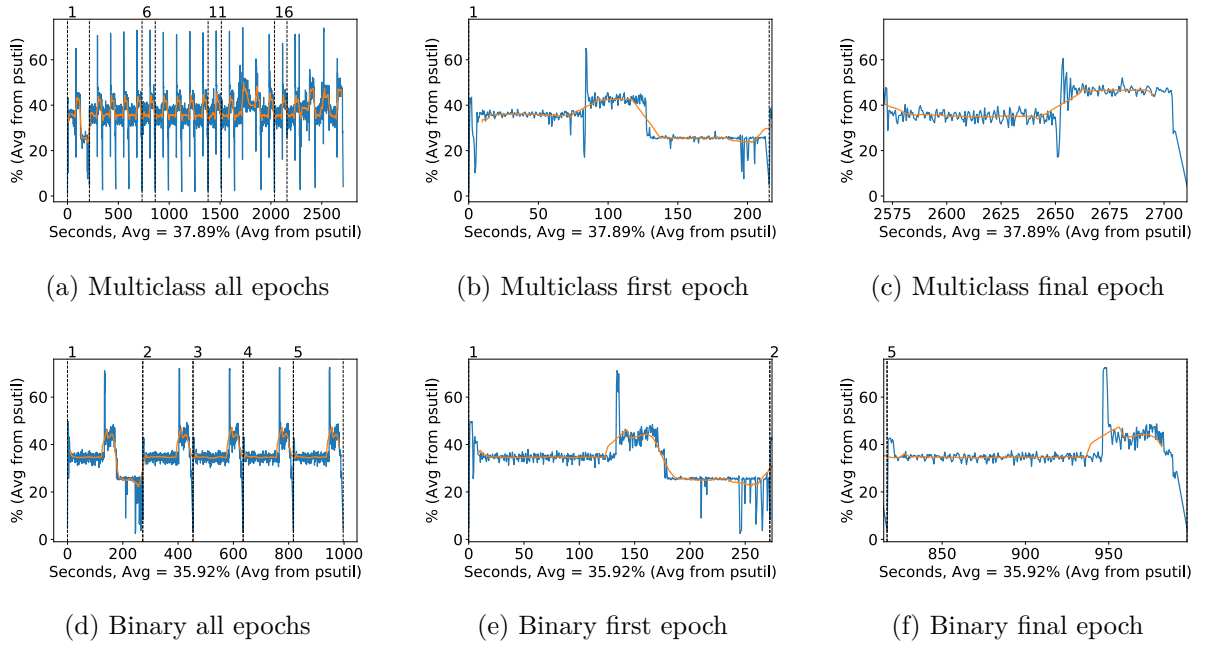 1 6 11 16
% (Avg from psutil)
60
40
20
0
0 500 1000 1500 2000 2500
Seconds, Avg = 37.89% (Avg from psutil)
(a) Multiclass all epochs
1
% (Avg from psutil)
60
40
20
0
0 50 100 150 200
Seconds, Avg = 37.89% (Avg from psutil)
(b) Multiclass first epoch
% (Avg from psutil)
60
40
20
0
2575 2600 2625 2650 2675 2700
Seconds, Avg = 37.89% (Avg from psutil)
(c) Multiclass final epoch
1 2 3 4 5
% (Avg from psutil)
60
40
20
0
0 200 400 600 800 1000
Seconds, Avg = 35.92% (Avg from psutil)
(d) Binary all epochs
1 2
% (Avg from psutil)
60
40
20
0
0 50 100 150 200 250
Seconds, Avg = 35.92% (Avg from psutil)
(e) Binary first epoch
5
% (Avg from psutil)
60
40
20
0
850 900 950
Seconds, Avg = 35.92% (Avg from psutil)
(f) Binary final epoch